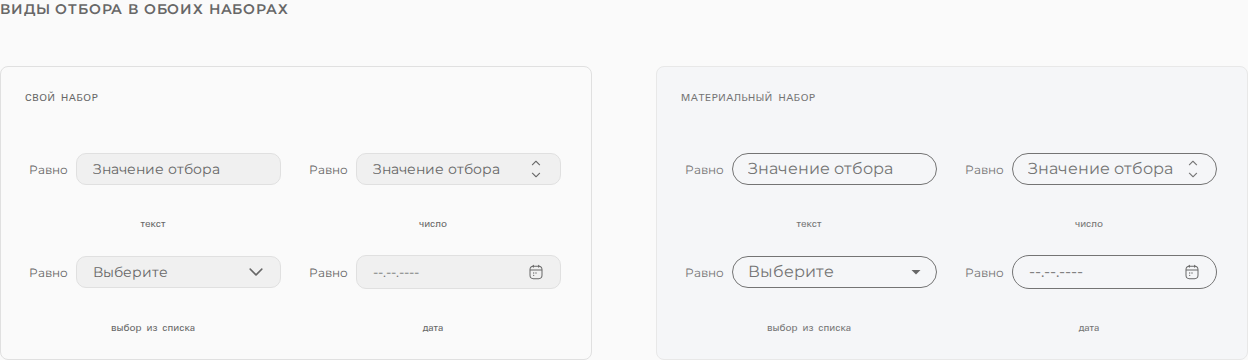 ВИДЫ ОТБОРА В ОБОИХ НАБОРАХ
СВОЙ НАБОР
Равно Значение отбора Равно Значение отбора
текст число
Равно Выберите Равно --.--.----
выбор из списка дата
МАТЕРИАЛЬНЫЙ НАБОР
Равно Значение отбора Равно Значение отбора
текст число
Равно Выберите Равно --.--.----
выбор из списка дата